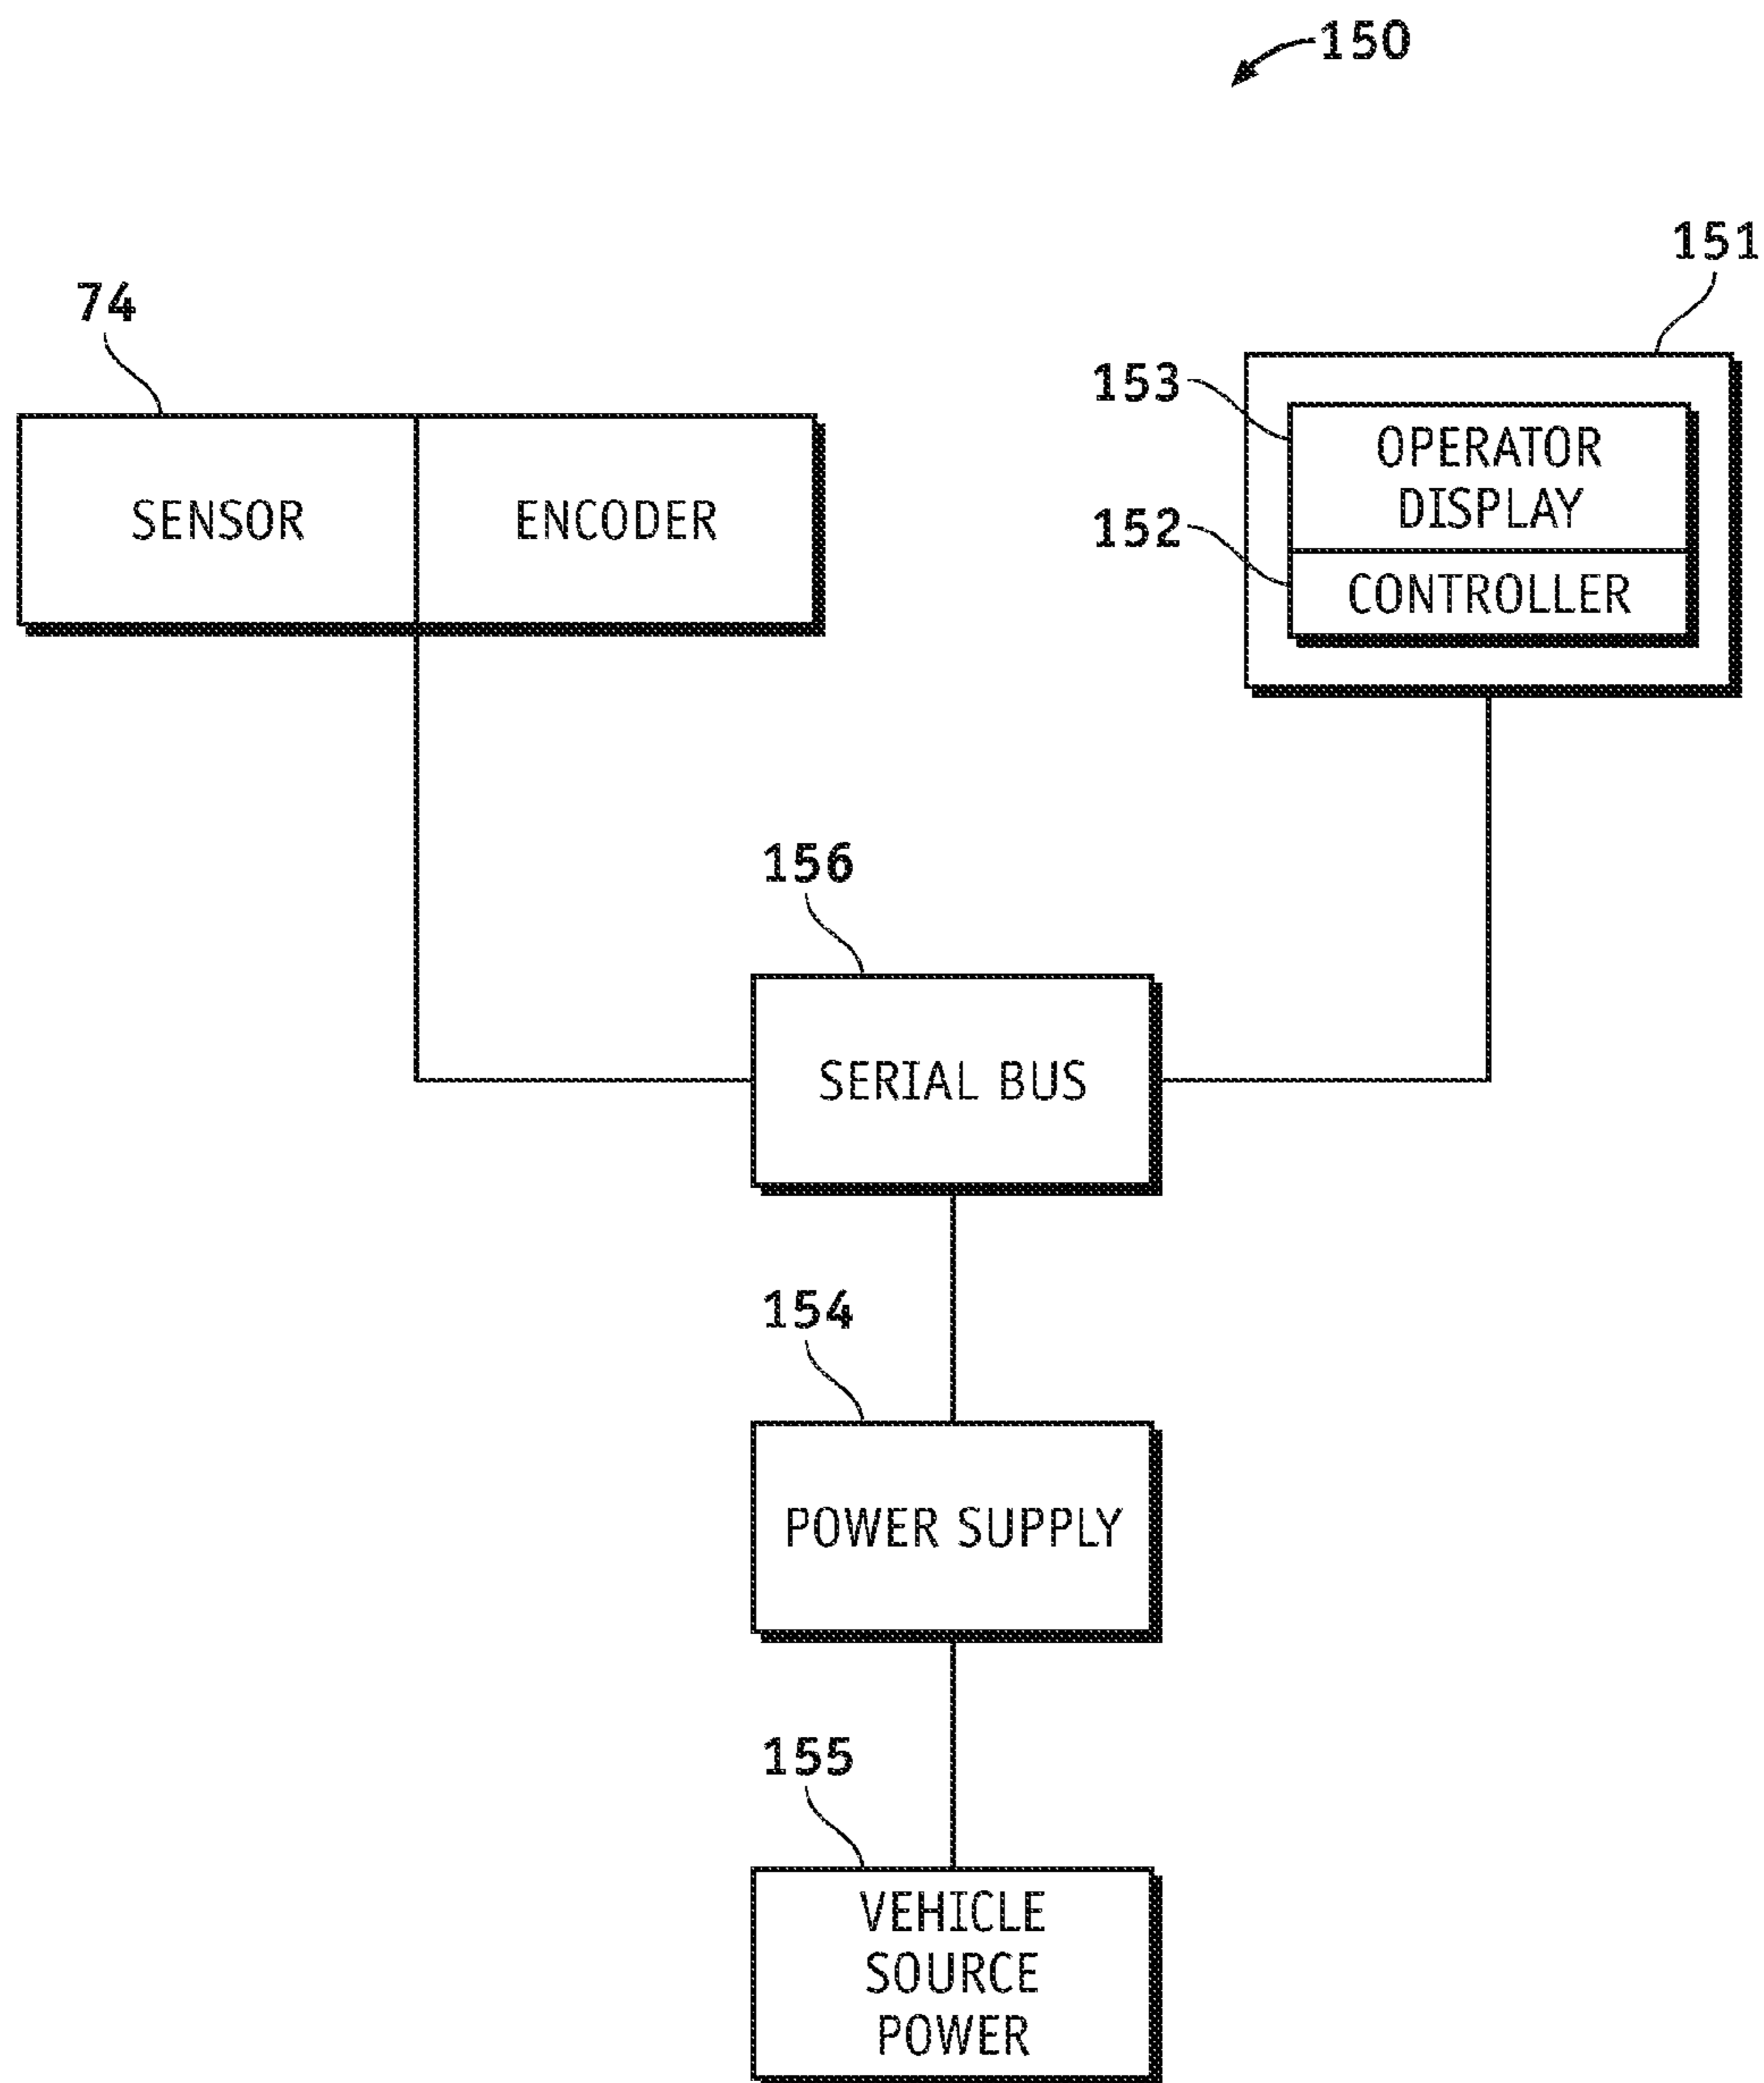 150
151
74
153
OPERATOR
DISPLAY
SENSOR
ENCODER
152
CONTROLLER
156
SERIAL BUS
154
POWER SUPPLY
155
VEHICLE
SOURCE
POWER